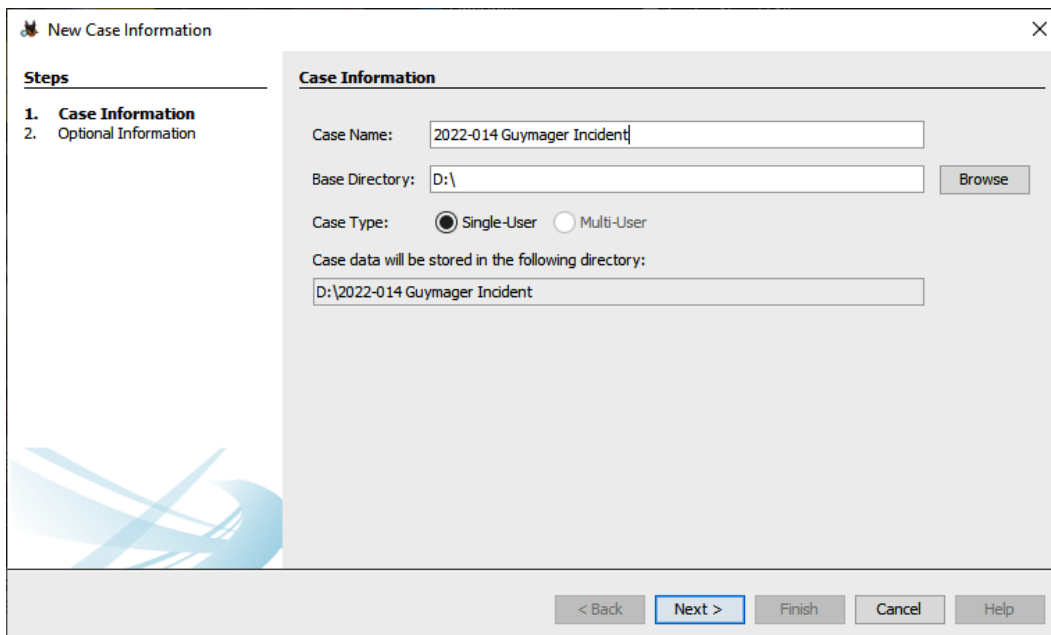 New Case Information
Steps
1. Case Information
2. Optional Information
Case Information
Case Name: 2022-014 Guymager Incident
Base Directory: D:\ Browse
Case Type: Single-User Multi-User
Case data will be stored in the following directory:
D:\2022-014 Guymager Incident
< Back Next > Finish Cancel Help